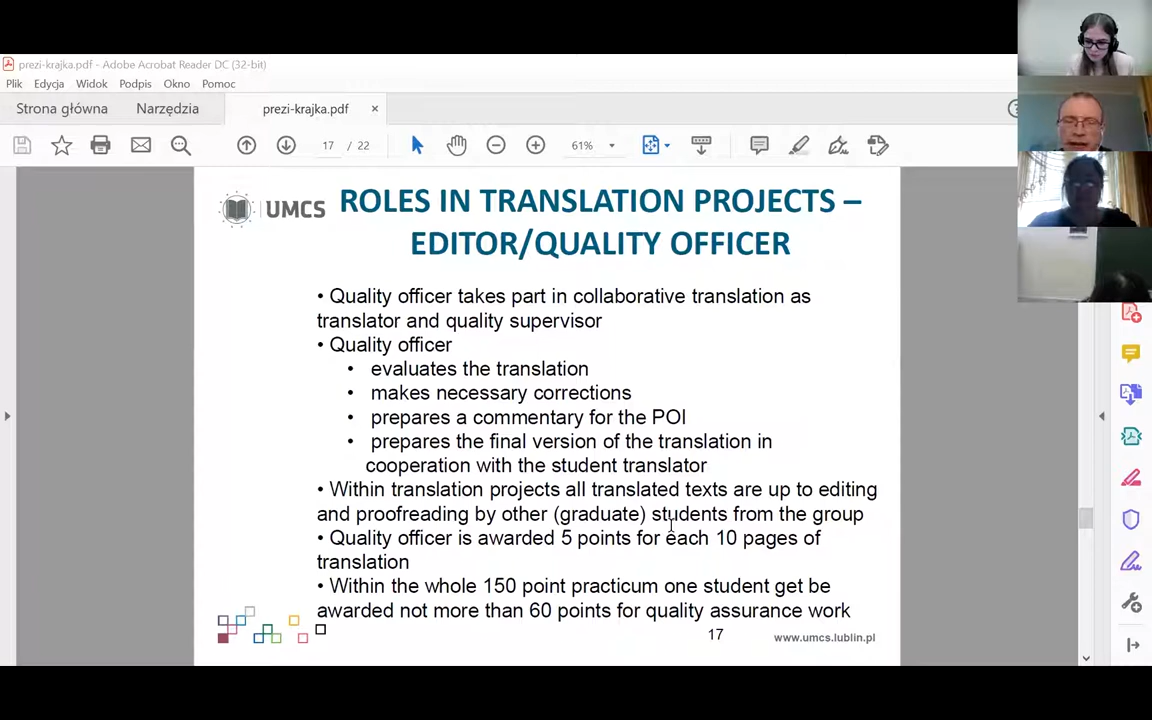 prezi-krajka.pdf - Adobe Acrobat Reader DC (32-bit)
Plik Edycja Widok Podpis Okno Pomoc
Strona główna Narzędzia prezi-krajka.pdf ×
17 / 22 61%
UMCS
ROLES IN TRANSLATION PROJECTS –
EDITOR/QUALITY OFFICER
• Quality officer takes part in collaborative translation as
translator and quality supervisor
• Quality officer
• evaluates the translation
• makes necessary corrections
• prepares a commentary for the POI
• prepares the final version of the translation in
cooperation with the student translator
• Within translation projects all translated texts are up to editing
and proofreading by other (graduate) students from the group
• Quality officer is awarded 5 points for each 10 pages of
translation
• Within the whole 150 point practicum one student get be
awarded not more than 60 points for quality assurance work
17
www.umcs.lublin.pl